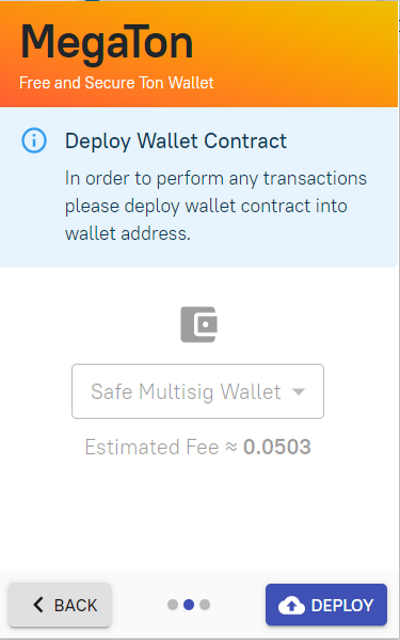 MegaTon
Free and Secure Ton Wallet
Deploy Wallet Contract
In order to perform any transactions
please deploy wallet contract into
wallet address.
Safe Multisig Wallet
Estimated Fee ≈ 0.0503
BACK
DEPLOY